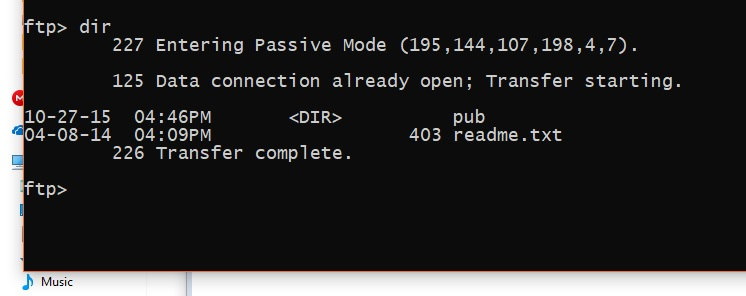 ftp> dir
227 Entering Passive Mode (195,144,107,198,4,7).
125 Data connection already open; Transfer starting.
10-27-15 04:46PM <DIR> pub
04-08-14 04:09PM 403 readme.txt
226 Transfer complete.
ftp>
Music